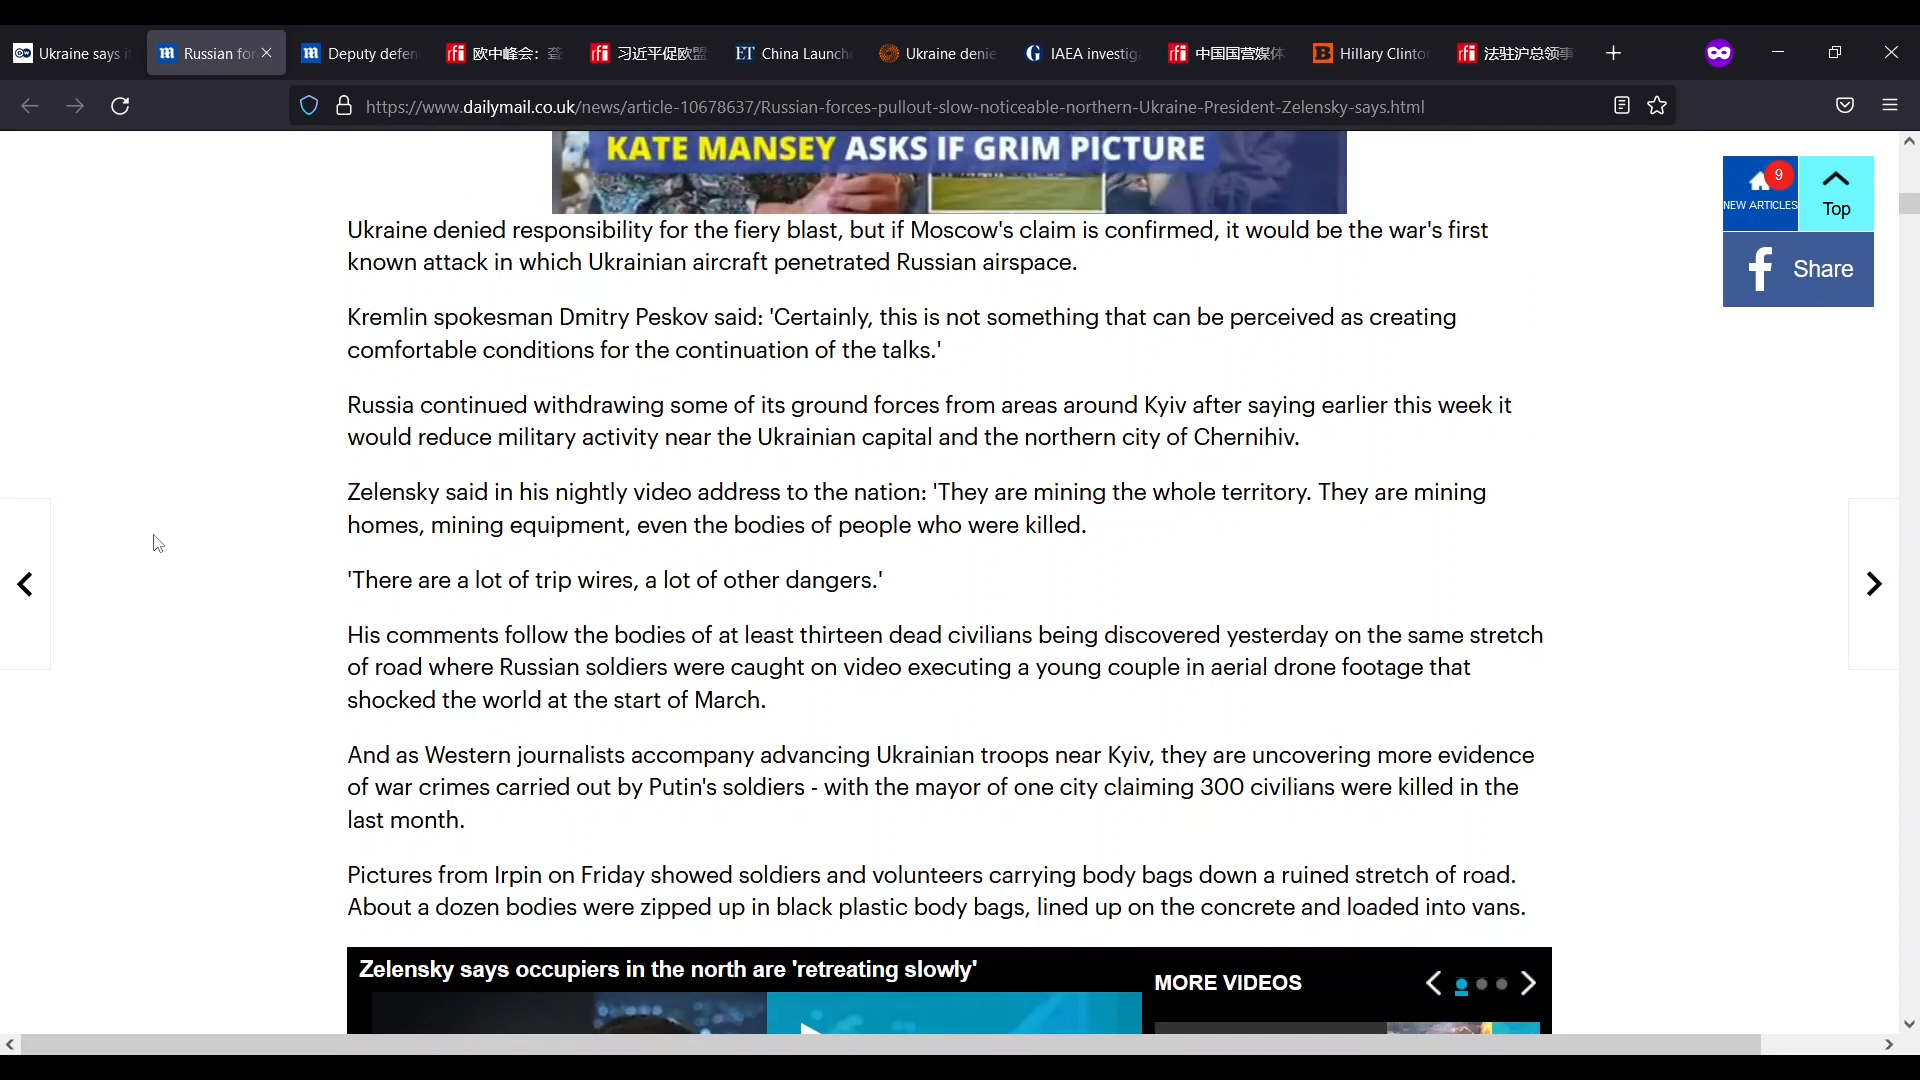 Ukraine says i
Russian for
Deputy defen
欧中峰会：聋
习近平促欧盟
China Launch
Ukraine denie
IAEA investiga
中国国营媒体
Hillary Clinto
法驻沪总领事
https://www.dailymail.co.uk/news/article-10678637/Russian-forces-pullout-slow-noticeable-northern-Ukraine-President-Zelensky-says.html
KATE MANSEY ASKS IF GRIM PICTURE
9
NEW ARTICLES
Top
Share
Ukraine denied responsibility for the fiery blast, but if Moscow's claim is confirmed, it would be the war's first
known attack in which Ukrainian aircraft penetrated Russian airspace.
Kremlin spokesman Dmitry Peskov said: 'Certainly, this is not something that can be perceived as creating
comfortable conditions for the continuation of the talks.'
Russia continued withdrawing some of its ground forces from areas around Kyiv after saying earlier this week it
would reduce military activity near the Ukrainian capital and the northern city of Chernihiv.
Zelensky said in his nightly video address to the nation: 'They are mining the whole territory. They are mining
homes, mining equipment, even the bodies of people who were killed.
'There are a lot of trip wires, a lot of other dangers.'
His comments follow the bodies of at least thirteen dead civilians being discovered yesterday on the same stretch
of road where Russian soldiers were caught on video executing a young couple in aerial drone footage that
shocked the world at the start of March.
And as Western journalists accompany advancing Ukrainian troops near Kyiv, they are uncovering more evidence
of war crimes carried out by Putin's soldiers - with the mayor of one city claiming 300 civilians were killed in the
last month.
Pictures from Irpin on Friday showed soldiers and volunteers carrying body bags down a ruined stretch of road.
About a dozen bodies were zipped up in black plastic body bags, lined up on the concrete and loaded into vans.
Zelensky says occupiers in the north are 'retreating slowly'
MORE VIDEOS